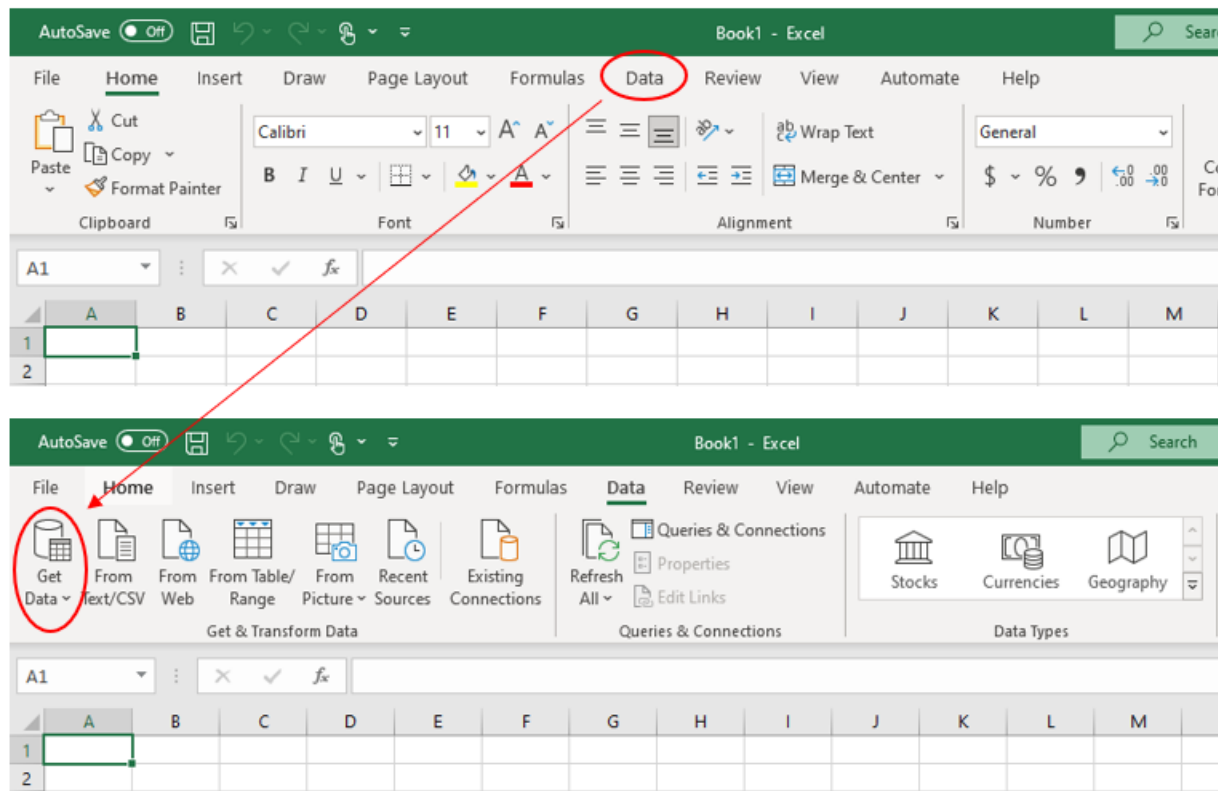 AutoSave Off Book1 - Excel
File Home Insert Draw Page Layout Formulas Data Review View Automate Help
Paste
Cut
Copy
Format Painter
Clipboard
Calibri 11
B I U A
Font
ab Wrap Text
Merge & Center
Alignment
General
$ % 9
Number
A1 fx
A B C D E F G H I J K L M
1
2
AutoSave Off Book1 - Excel Search
File Home Insert Draw Page Layout Formulas Data Review View Automate Help
Get Data
From Text/CSV
From Web
From Table/ Range
From Picture
Recent Sources
Existing Connections
Get & Transform Data
Refresh All
Queries & Connections
Properties
Edit Links
Queries & Connections
Stocks Currencies Geography
Data Types
A1 fx
A B C D E F G H I J K L M
1
2